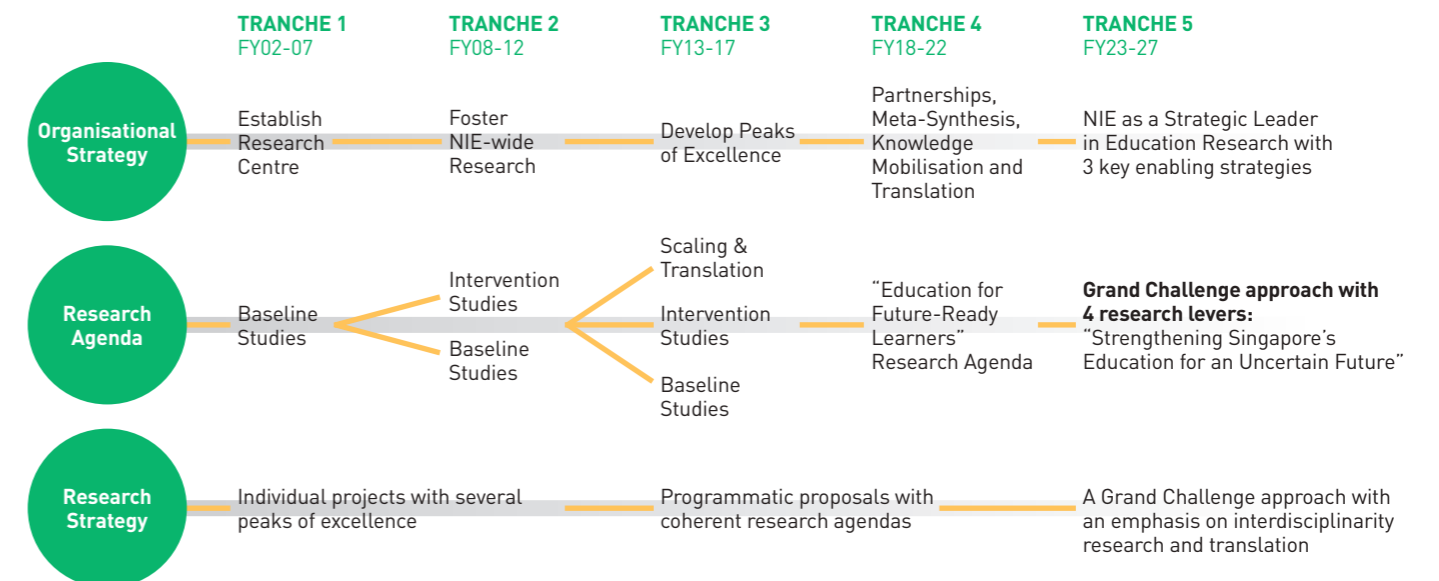 TRANCHE 1
FY02-07
TRANCHE 2
FY08-12
TRANCHE 3
FY13-17
TRANCHE 4
FY18-22
TRANCHE 5
FY23-27
Organisational
Strategy
Establish
Research
Centre
Foster
NIE-wide
Research
Develop Peaks
of Excellence
Partnerships,
Meta-Synthesis,
Knowledge
Mobilisation and
Translation
NIE as a Strategic Leader
in Education Research with
3 key enabling strategies
Research
Agenda
Baseline
Studies
Intervention
Studies
Baseline
Studies
Scaling &
Translation
Intervention
Studies
Baseline
Studies
“Education for
Future-Ready
Learners”
Research Agenda
Grand Challenge approach with
4 research levers:
“Strengthening Singapore’s
Education for an Uncertain Future”
Research
Strategy
Individual projects with several
peaks of excellence
Programmatic proposals with
coherent research agendas
A Grand Challenge approach with
an emphasis on interdisciplinarity
research and translation